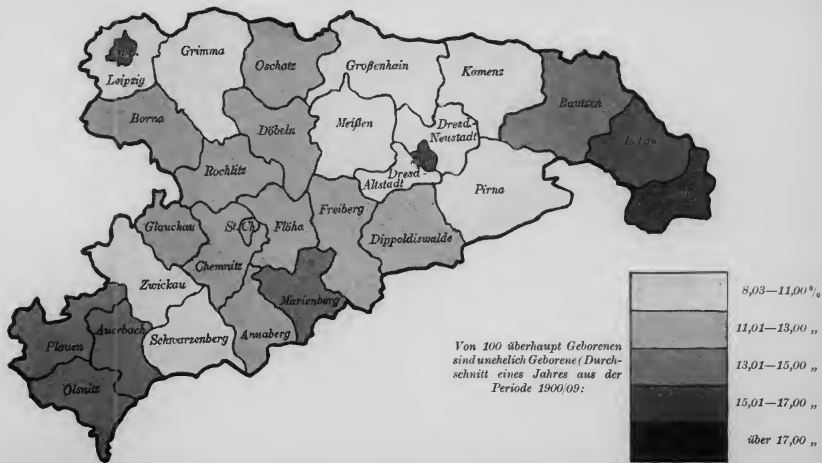 Grimma
Leipzig
Oschatz
Großenhain
Kamenz
Borna
Döbeln
Meißen
Dresd.-
Neustadt
Bautzen
Löbau
Rochlitz
Dresd.
Altstadt
Pirna
Glauchau
St. Ch.
Flöha
Freiberg
Dippoldiswalde
Chemnitz
Zwickau
Marienberg
Plauen
Auerbach
Schwarzenberg
Annaberg
Ölsnitz
Von 100 überhaupt Geborenen
sind unehelich Geborene (Durch-
schnitt eines Jahres aus der
Periode 1900/09:
8,03—11,00 %
11,01—13,00 „
13,01—15,00 „
15,01—17,00 „
über 17,00 „